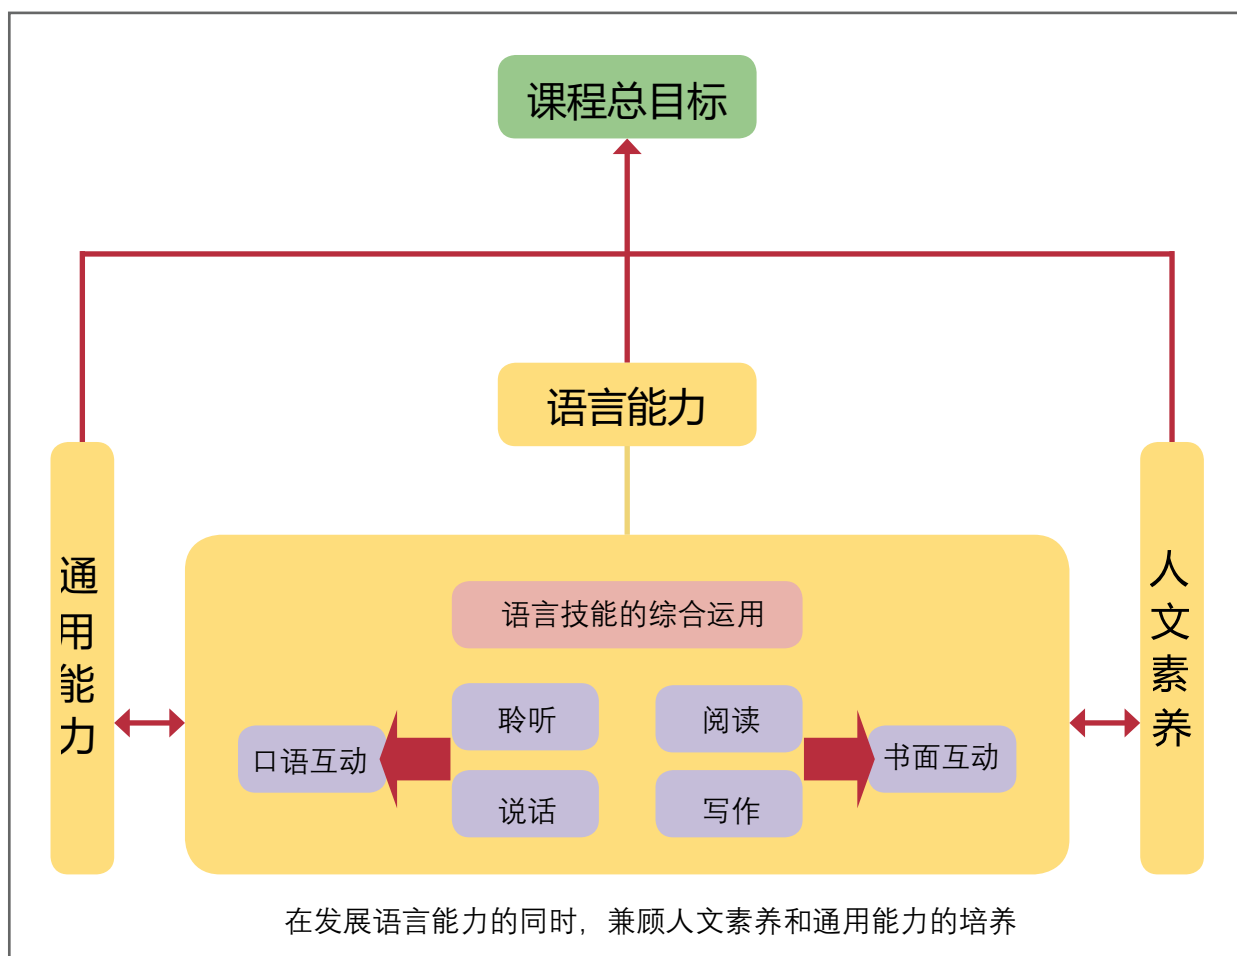 课程总目标
语言能力
通用能力
人文素养
语言技能的综合运用
聆听
阅读
口语互动
书面互动
说话
写作
在发展语言能力的同时，兼顾人文素养和通用能力的培养